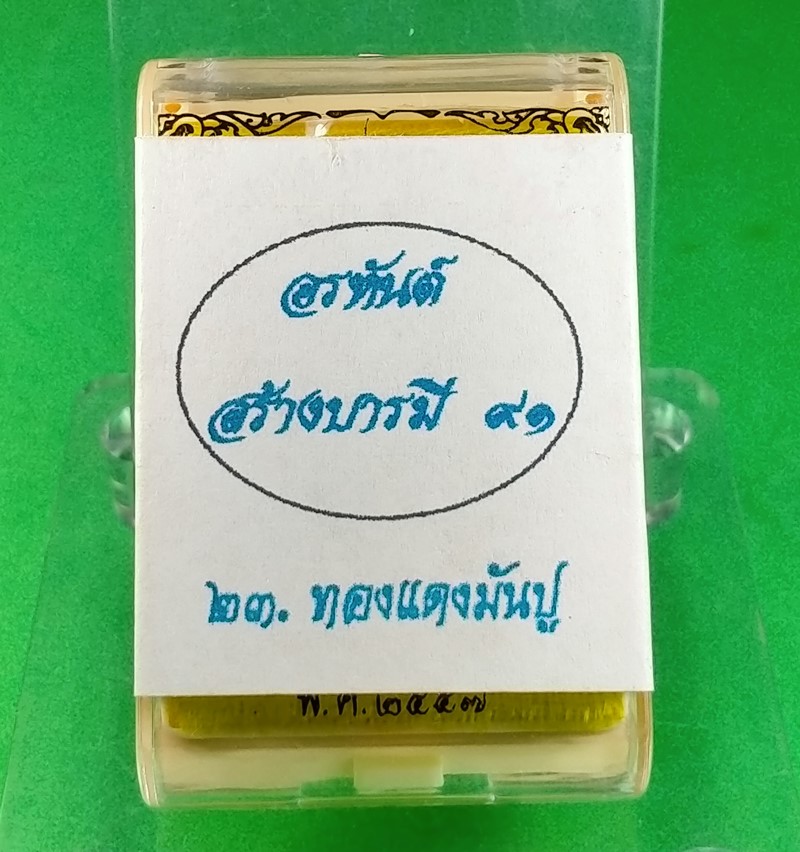 อรหันต์
สร้างบารมี ๙๑
๒๓. ทองแดงมันปู
พ.ศ.๒๕๕๗